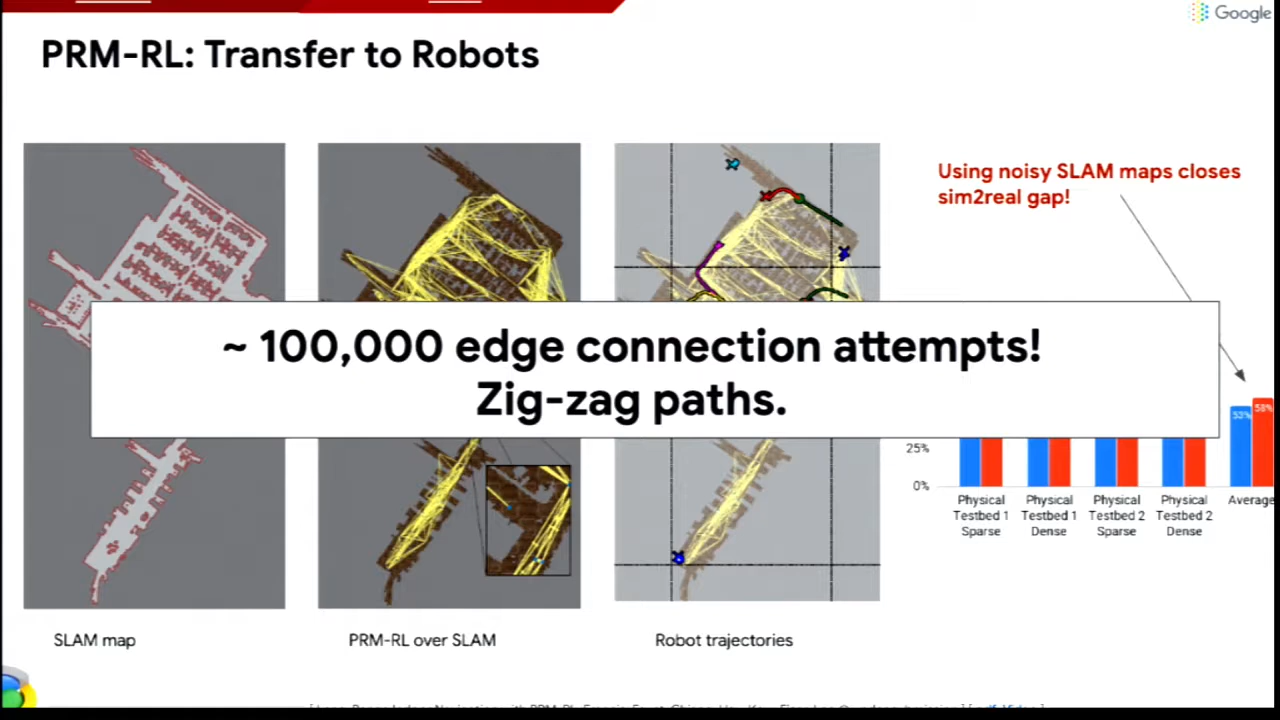 Google
PRM-RL: Transfer to Robots
Using noisy SLAM maps closes
sim2real gap!
~ 100,000 edge connection attempts!
Zig-zag paths.
53%
58%
25%
0%
Physical
Testbed 1
Sparse
Physical
Testbed 1
Dense
Physical
Testbed 2
Sparse
Physical
Testbed 2
Dense
Average
SLAM map
PRM-RL over SLAM
Robot trajectories